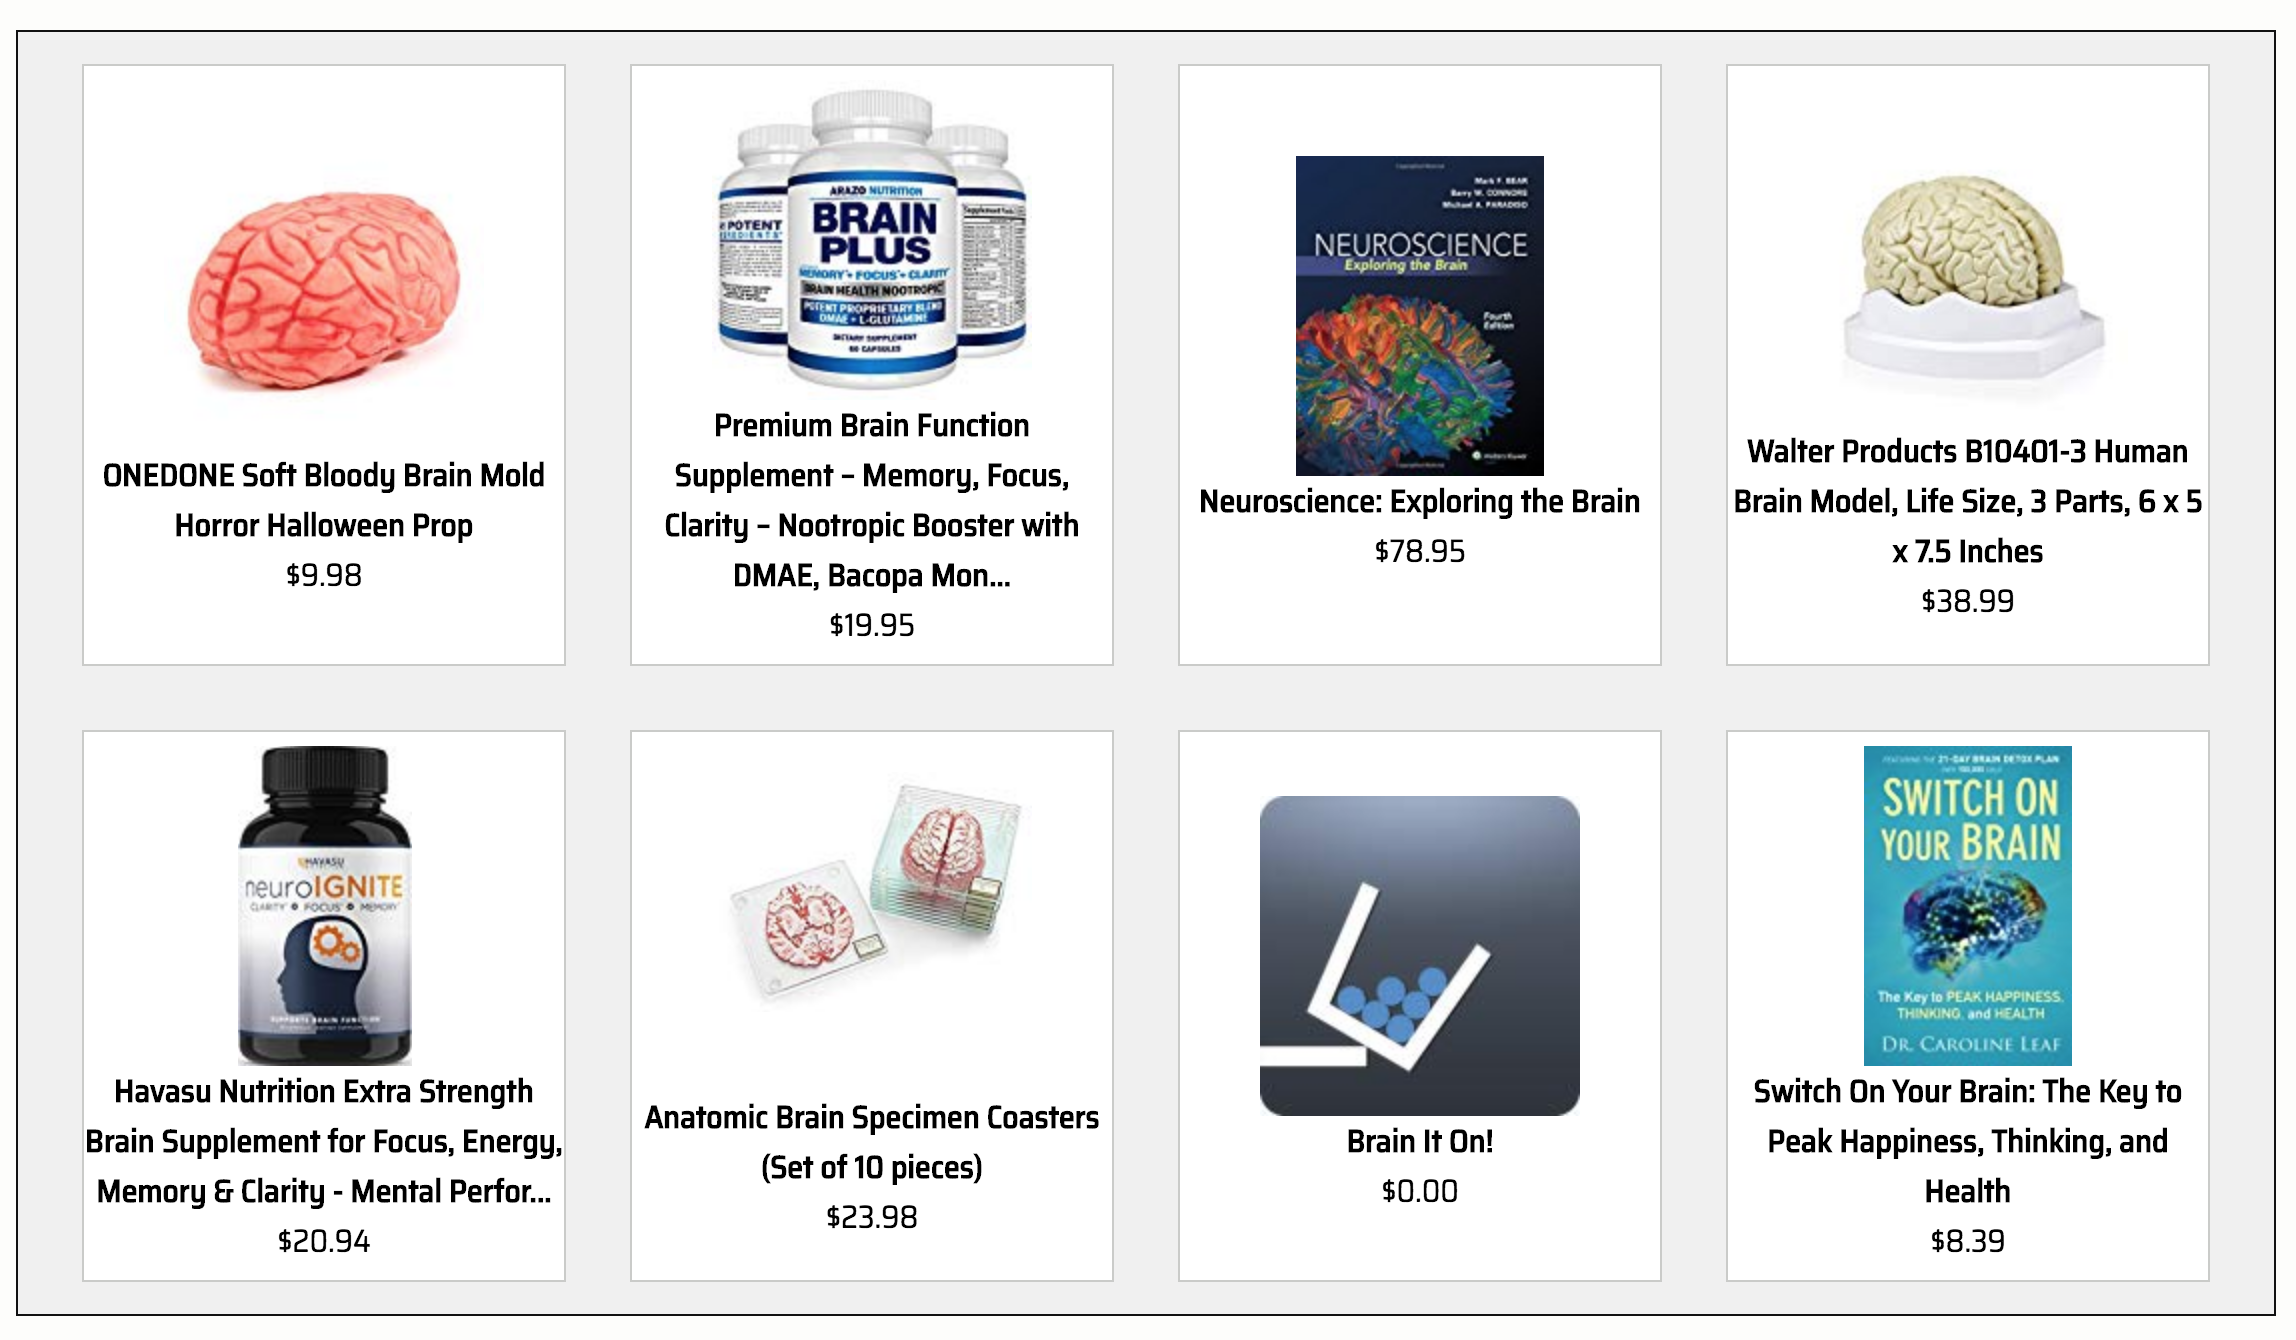 ARAZO NUTRITION
BRAIN
PLUS
MEMORY + FOCUS + CLARITY
BRAIN HEALTH NOOTROPIC
POTENT PROPRIETARY BLEND
DMAE + L-GLUTAMINE
DIETARY SUPPLEMENT
60 CAPSULES
POTENT
Supplement Facts
Mark F. BEAR
Barry W. CONNORS
Michael A. PARADISO
NEUROSCIENCE
Exploring the Brain
Fourth
Edition
Wolters Kluwer
ONEDONE Soft Bloody Brain Mold
Horror Halloween Prop
$9.98
Premium Brain Function
Supplement – Memory, Focus,
Clarity – Nootropic Booster with
DMAE, Bacopa Mon...
$19.95
Neuroscience: Exploring the Brain
$78.95
Walter Products B10401-3 Human
Brain Model, Life Size, 3 Parts, 6 x 5
x 7.5 Inches
$38.99
HAVASU
neuroIGNITE
CLARITY • FOCUS • MEMORY
SUPPORTS BRAIN FUNCTION
21-DAY BRAIN DETOX PLAN
SWITCH ON
YOUR BRAIN
The Key to PEAK HAPPINESS,
THINKING, and HEALTH
DR. CAROLINE LEAF
Havasu Nutrition Extra Strength
Brain Supplement for Focus, Energy,
Memory & Clarity - Mental Perfor...
$20.94
Anatomic Brain Specimen Coasters
(Set of 10 pieces)
$23.98
Brain It On!
$0.00
Switch On Your Brain: The Key to
Peak Happiness, Thinking, and
Health
$8.39